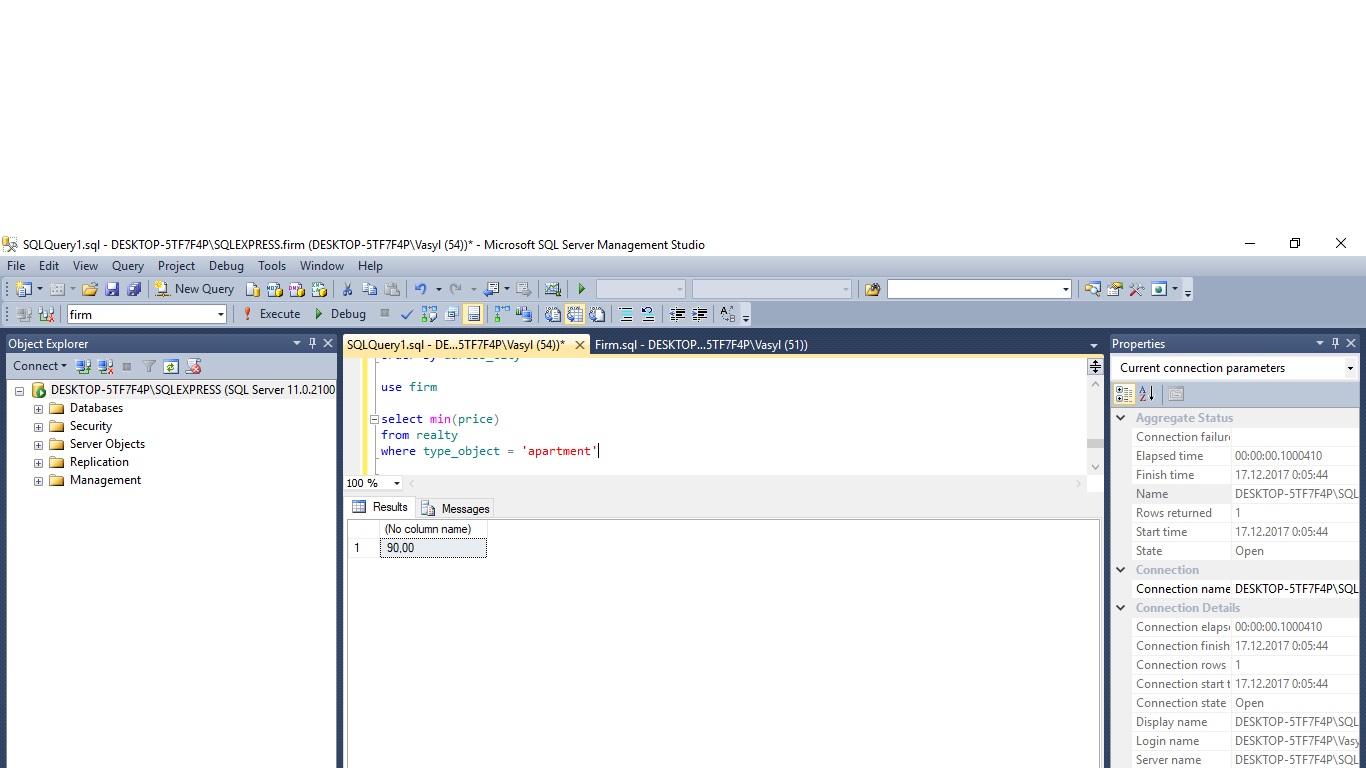 SQLQuery1.sql - DESKTOP-5TF7F4P\SQLEXPRESS.firm (DESKTOP-5TF7F4P\Vasyl (54))* - Microsoft SQL Server Management Studio
File Edit View Query Project Debug Tools Window Help
New Query
firm Execute Debug
Object Explorer
Connect
DESKTOP-5TF7F4P\SQLEXPRESS (SQL Server 11.0.2100
Databases
Security
Server Objects
Replication
Management
SQLQuery1.sql - DE...5TF7F4P\Vasyl (54))* Firm.sql - DESKTOP...5TF7F4P\Vasyl (51))
use firm
select min(price)
from realty
where type_object = 'apartment'
100 %
Results Messages
(No column name)
1 90,00
Properties
Current connection parameters
Aggregate Status
Connection failur
Elapsed time 00:00:00.1000410
Finish time 17.12.2017 0:05:44
Name DESKTOP-5TF7F4P\SQL
Rows returned 1
Start time 17.12.2017 0:05:44
State Open
Connection
Connection name DESKTOP-5TF7F4P\SQL
Connection Details
Connection elaps 00:00:00.1000410
Connection finish 17.12.2017 0:05:44
Connection rows 1
Connection start t 17.12.2017 0:05:44
Connection state Open
Display name DESKTOP-5TF7F4P\SQL
Login name DESKTOP-5TF7F4P\Vasy
Server name DESKTOP-5TF7F4P\SQL